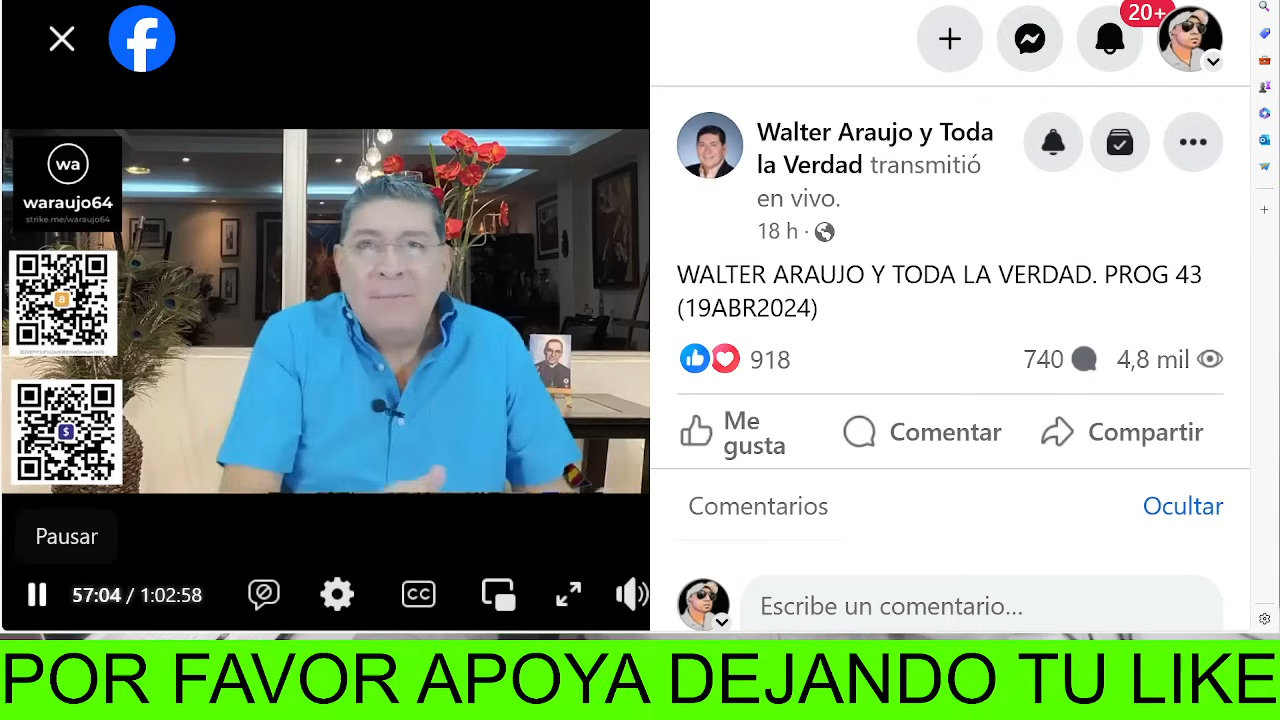 wa
waraujo64
strike.me/waraujo64
20+
Walter Araujo y Toda
la Verdad transmitió
en vivo.
18 h ·
WALTER ARAUJO Y TODA LA VERDAD. PROG 43
(19ABR2024)
918
740
4,8 mil
Me
gusta
Comentar
Compartir
Comentarios
Ocultar
Pausar
57:04 / 1:02:58
CC
Escribe un comentario...
POR FAVOR APOYA DEJANDO TU LIKE